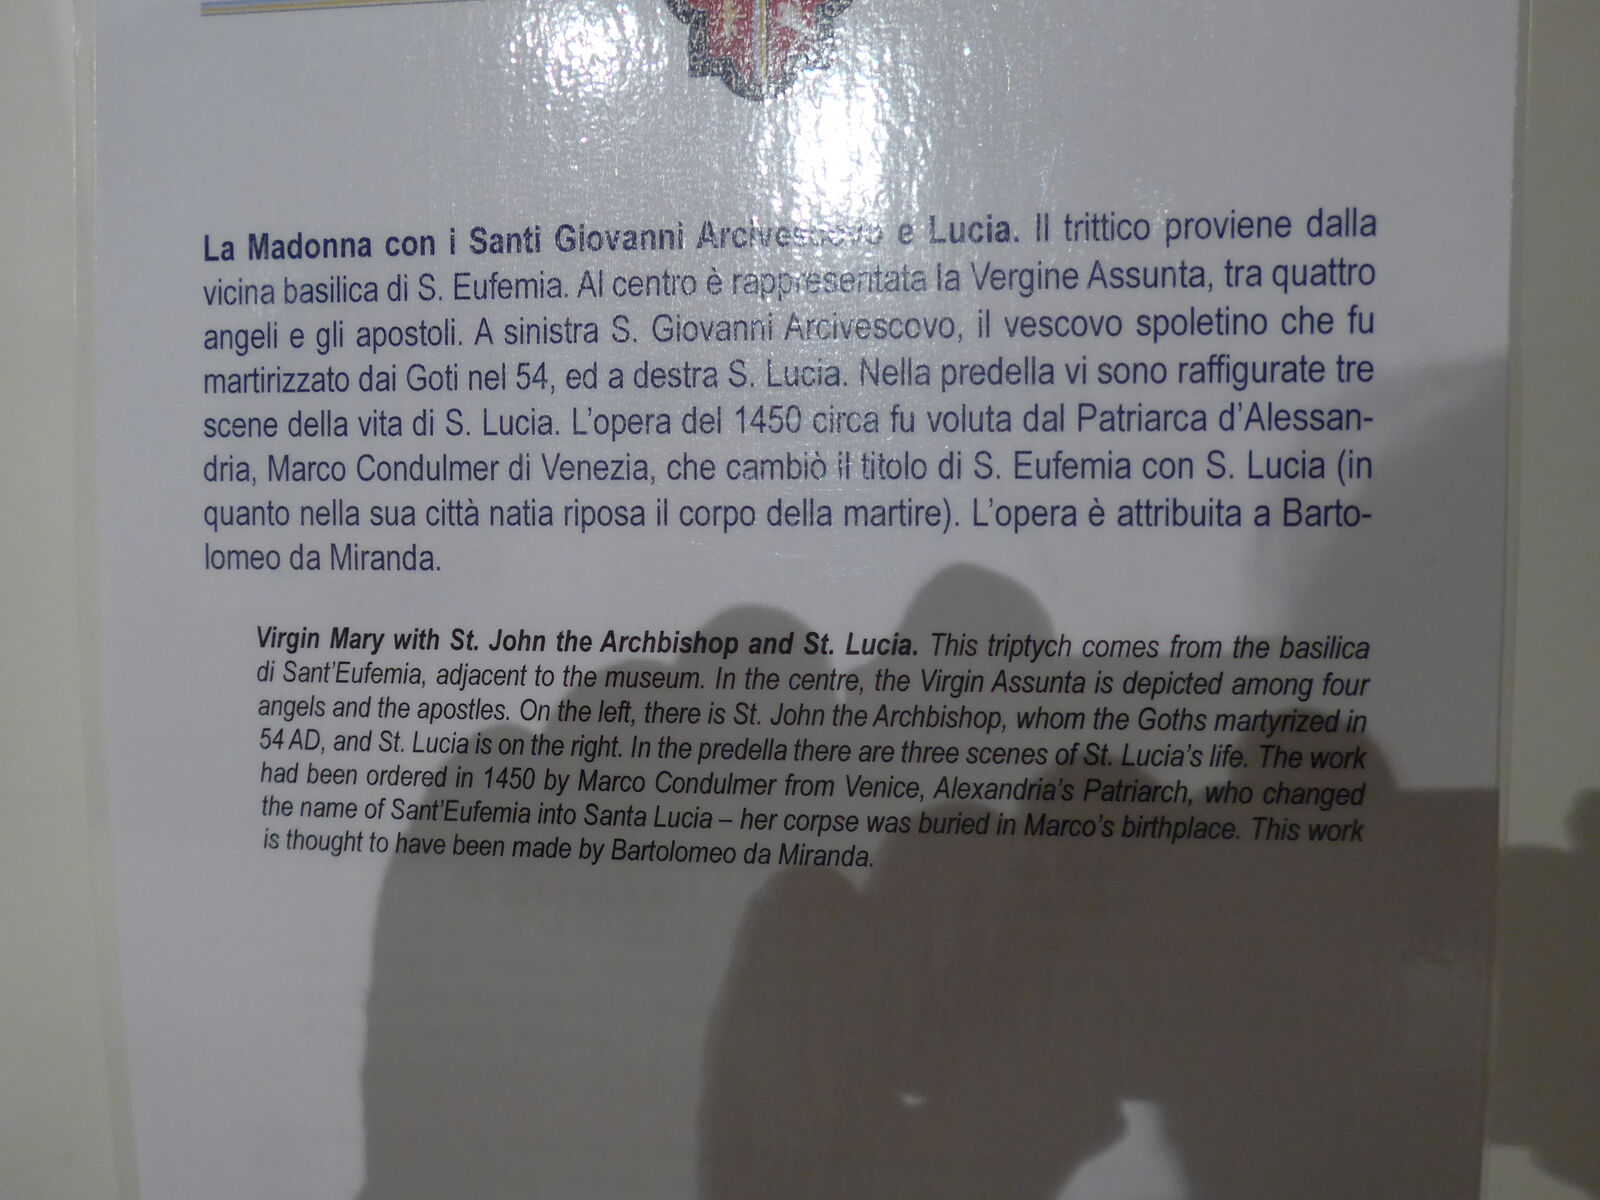 La Madonna con i Santi Giovanni Arcivescovo e Lucia. Il trittico proviene dalla
vicina basilica di S. Eufemia. Al centro è rappresentata la Vergine Assunta, tra quattro
angeli e gli apostoli. A sinistra S. Giovanni Arcivescovo, il vescovo spoletino che fu
martirizzato dai Goti nel 54, ed a destra S. Lucia. Nella predella vi sono raffigurate tre
scene della vita di S. Lucia. L'opera del 1450 circa fu voluta dal Patriarca d'Alessan-
dria, Marco Condulmer di Venezia, che cambiò il titolo di S. Eufemia con S. Lucia (in
quanto nella sua città natia riposa il corpo della martire). L'opera è attribuita a Barto-
lomeo da Miranda.
Virgin Mary with St. John the Archbishop and St. Lucia. This triptych comes from the basilica
di Sant'Eufemia, adjacent to the museum. In the centre, the Virgin Assunta is depicted among four
angels and the apostles. On the left, there is St. John the Archbishop, whom the Goths martyrized in
54 AD, and St. Lucia is on the right. In the predella there are three scenes of St. Lucia's life. The work
had been ordered in 1450 by Marco Condulmer from Venice, Alexandria's Patriarch, who changed
the name of Sant'Eufemia into Santa Lucia – her corpse was buried in Marco's birthplace. This work
is thought to have been made by Bartolomeo da Miranda.